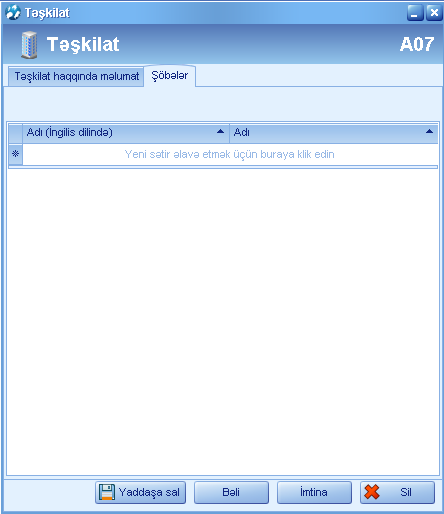 Təşkilat
Təşkilat A07
Təşkilat haqqında məlumat Şöbələr
Adı (İngilis dilində) Adı
Yeni sətir əlavə etmək üçün buraya klik edin
Yaddaşa sal Bəli İmtina Sil